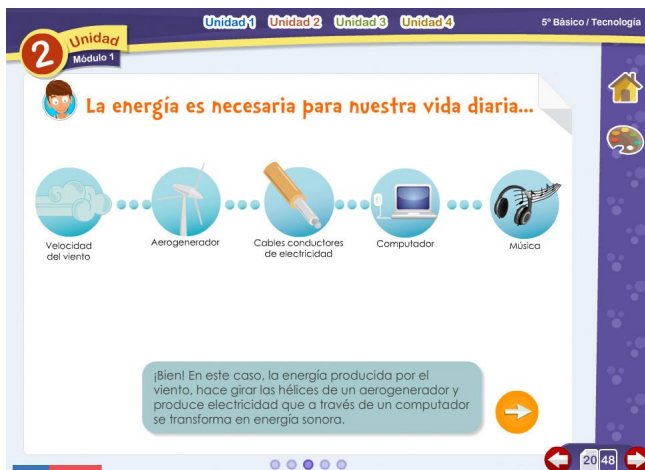 Unidad 1 Unidad 2 Unidad 3 Unidad 4
5º Básico / Tecnología
2
Unidad
Módulo 1
La energía es necesaria para nuestra vida diaria...
Velocidad
del viento
Aerogenerador
Cables conductores
de electricidad
Computador
Música
¡Bien! En este caso, la energía producida por el
viento, hace girar las hélices de un aerogenerador y
produce electricidad que a través de un computador
se transforma en energía sonora.
20 48